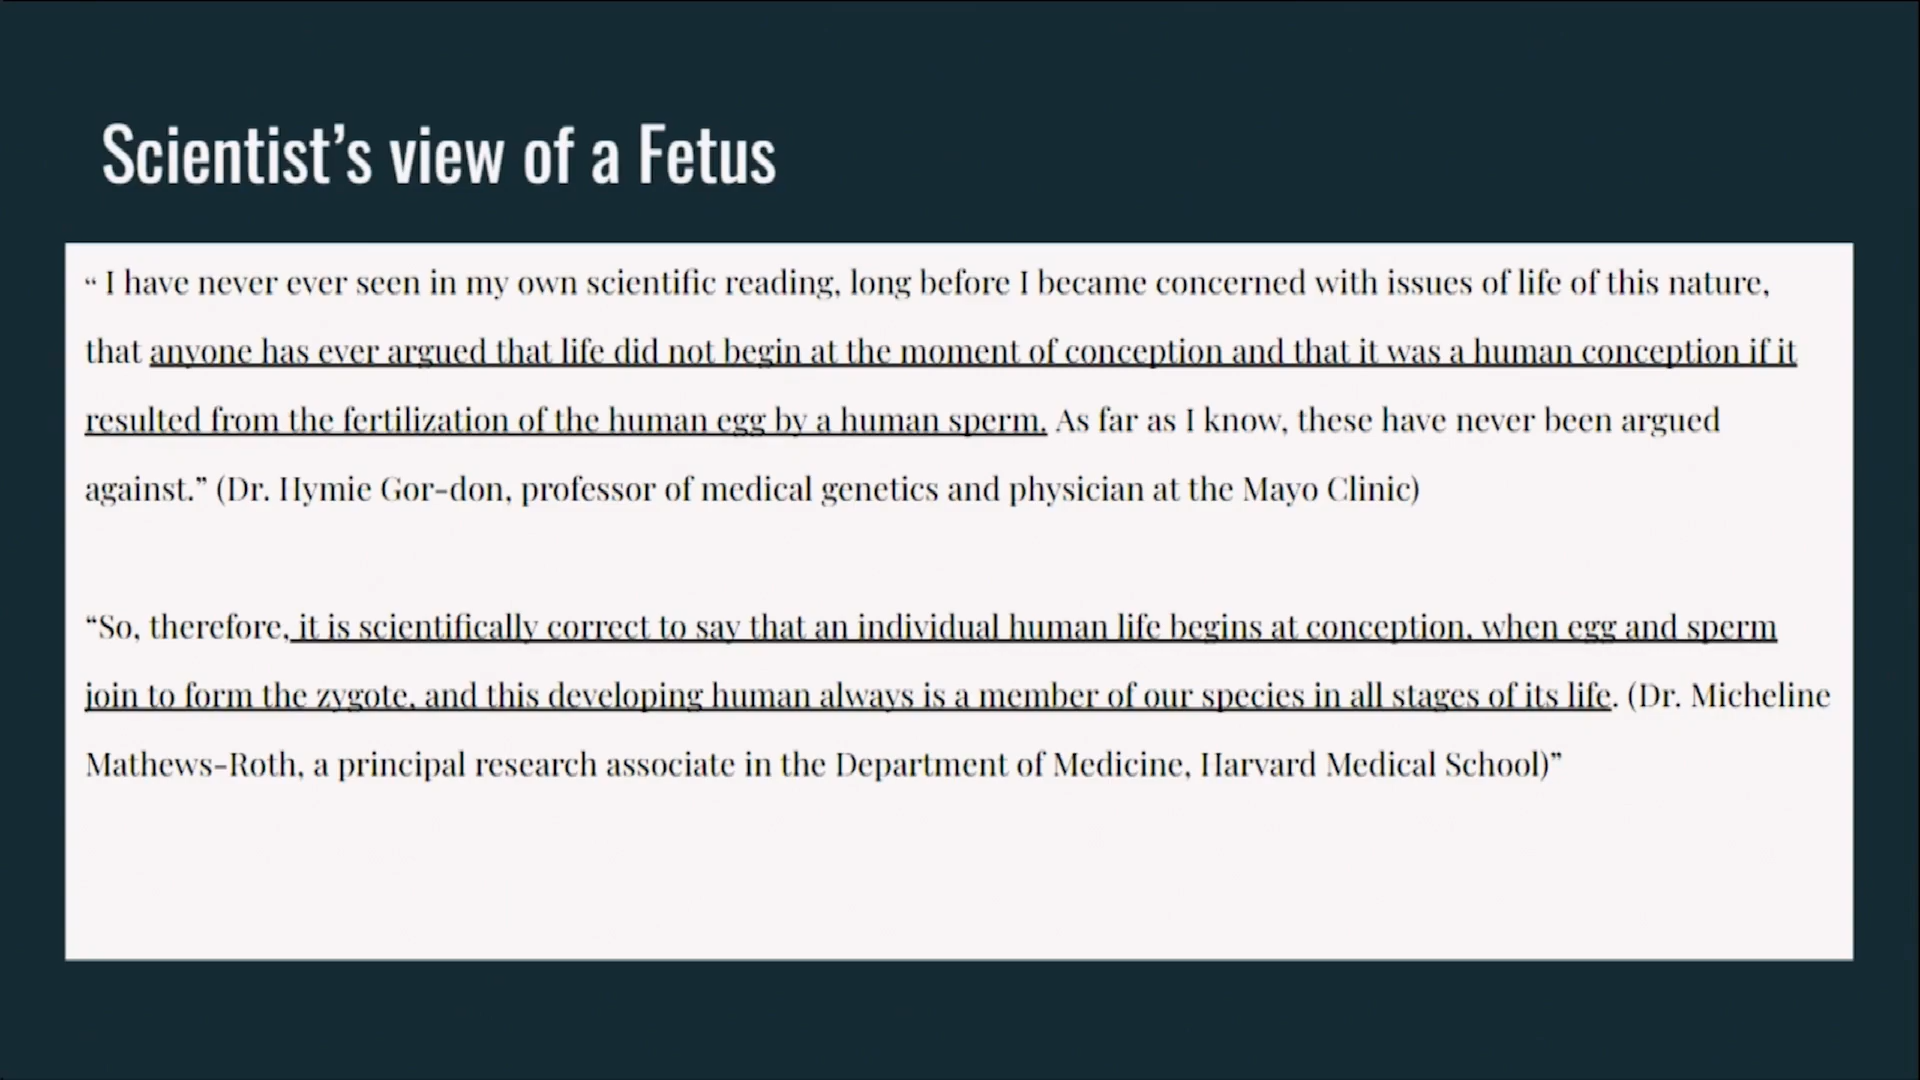 Scientist’s view of a Fetus
“ I have never ever seen in my own scientific reading, long before I became concerned with issues of life of this nature,
that anyone has ever argued that life did not begin at the moment of conception and that it was a human conception if it
resulted from the fertilization of the human egg by a human sperm. As far as I know, these have never been argued
against.” (Dr. Hymie Gor-don, professor of medical genetics and physician at the Mayo Clinic)
“So, therefore, it is scientifically correct to say that an individual human life begins at conception, when egg and sperm
join to form the zygote, and this developing human always is a member of our species in all stages of its life. (Dr. Micheline
Mathews-Roth, a principal research associate in the Department of Medicine, Harvard Medical School)”